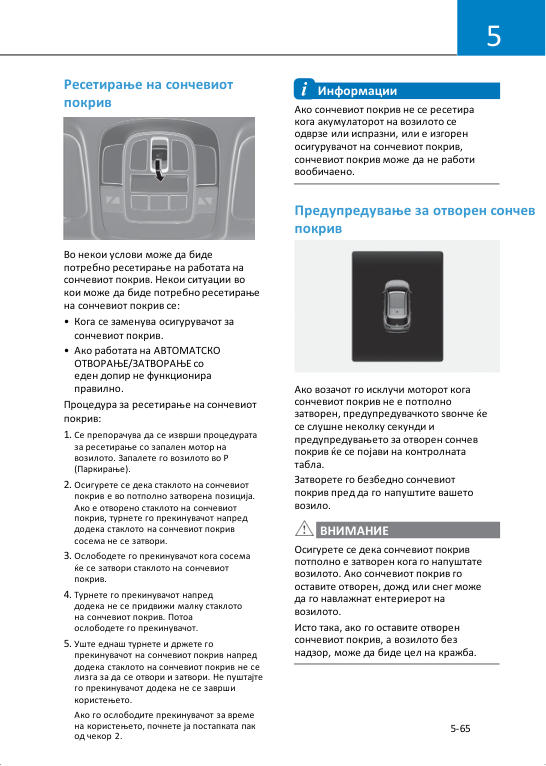 5
Ресетирање на сончевиот
покрив
Во некои услови може да биде
потребно ресетирање на работата на
сончевиот покрив. Некои ситуации во
кои може да биде потребно ресетирање
на сончевиот покрив се:
• Кога се заменува осигурувачот за
сончевиот покрив.
• Ако работата на АВТОМАТСКО
ОТВОРАЊЕ/ЗАТВОРАЊЕ со
еден допир не функционира
правилно.
Процедура за ресетирање на сончевиот
покрив:
1. Се препорачува да се изврши процедурата
за ресетирање со запален мотор на
возилото. Запалете го возилото во P
(Паркирање).
2. Осигурете се дека стаклото на сончевиот
покрив е во потполно затворена позиција.
Ако е отворено стаклото на сончевиот
покрив, турнете го прекинувачот напред
додека стаклото на сончевиот покрив
сосема не се затвори.
3. Ослободете го прекинувачот кога сосема
ќе се затвори стаклото на сончевиот
покрив.
4. Турнете го прекинувачот напред
додека не се придвижи малку стаклото
на сончевиот покрив. Потоа
ослободете го прекинувачот.
5. Уште еднаш турнете и држете го
прекинувачот на сончевиот покрив напред
додека стаклото на сончевиот покрив не се
лизга за да се отвори и затвори. Не пуштајте
го прекинувачот додека не се заврши
користењето.
Ако го ослободите прекинувачот за време
на користењето, почнете ја постапката пак
од чекор 2.
i Информации
Ако сончевиот покрив не се ресетира
кога акумулаторот на возилото се
одврзе или испразни, или е изгорен
осигурувачот на сончевиот покрив,
сончевиот покрив може да не работи
вообичаено.
Предупредување за отворен сончев
покрив
Ако возачот го исклучи моторот кога
сончевиот покрив не е потполно
затворен, предупредувачкото ѕвонче ќе
се слушне неколку секунди и
предупредувањето за отворен сончев
покрив ќе се појави на контролната
табла.
Затворете го безбедно сончевиот
покрив пред да го напуштите вашето
возило.
ВНИМАНИЕ
Осигурете се дека сончевиот покрив
потполно е затворен кога го напуштате
возилото. Ако сончевиот покрив го
оставите отворен, дожд или снег може
да го навлажнат ентериерот на
возилото.
Исто така, ако го оставите отворен
сончевиот покрив, а возилото без
надзор, може да биде цел на кражба.
5-65